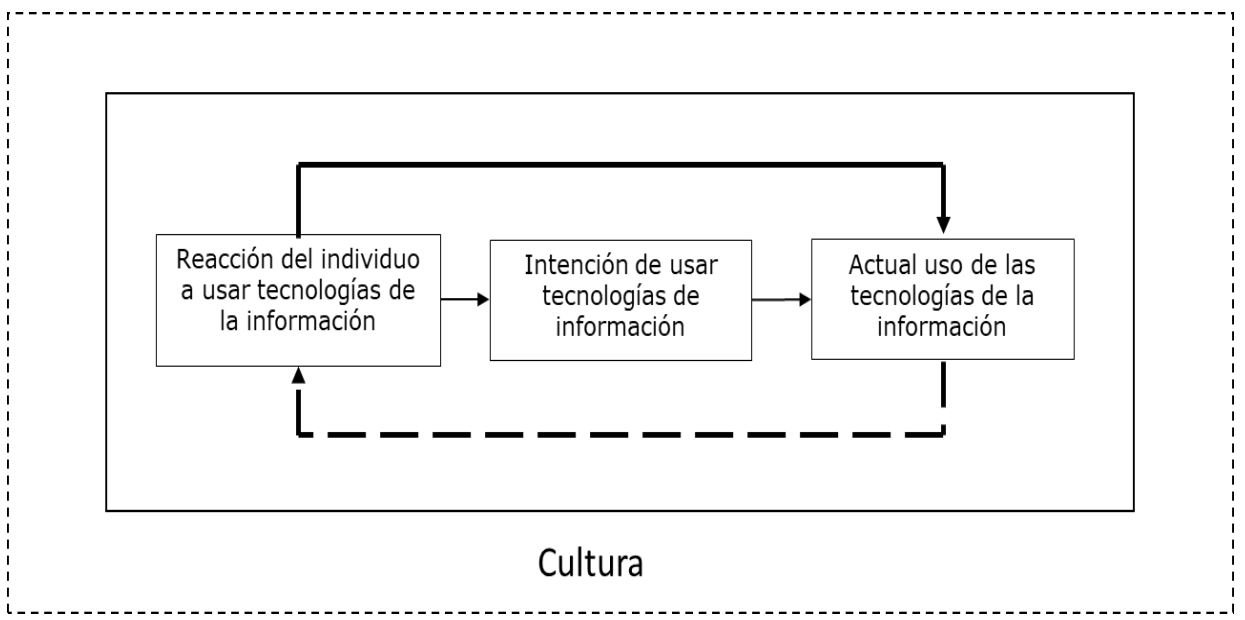 Reacción del individuo
a usar tecnologías de
la información
Intención de usar
tecnologías de
información
Actual uso de las
tecnologías de la
información
Cultura